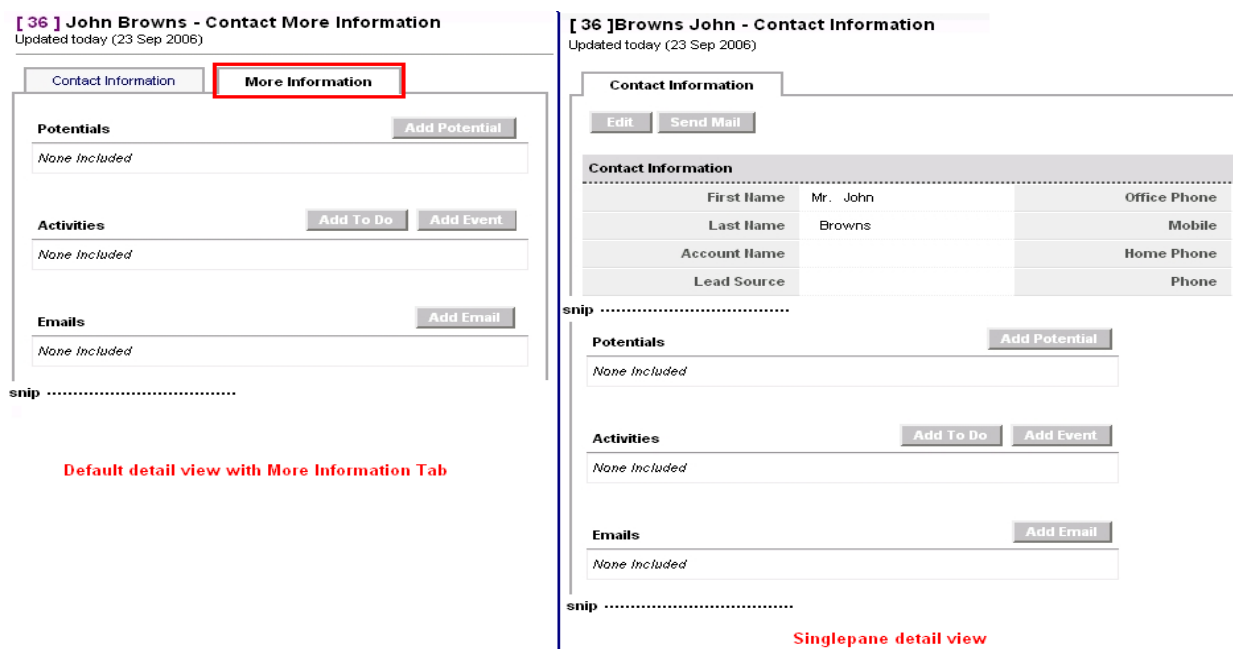 [ 36 ] John Browns - Contact More Information
Updated today (23 Sep 2006)
Contact Information More Information
Potentials Add Potential
None Included
Activities Add To Do Add Event
None Included
Emails Add Email
None Included
snip ....................................
Default detail view with More Information Tab
[ 36 ]Browns John - Contact Information
Updated today (23 Sep 2006)
Contact Information
Edit Send Mail
Contact Information
First Name Mr. John Office Phone
Last Name Browns Mobile
Account Name Home Phone
Lead Source Phone
snip ....................................
Potentials Add Potential
None Included
Activities Add To Do Add Event
None Included
Emails Add Email
None Included
snip ....................................
Singlepane detail view